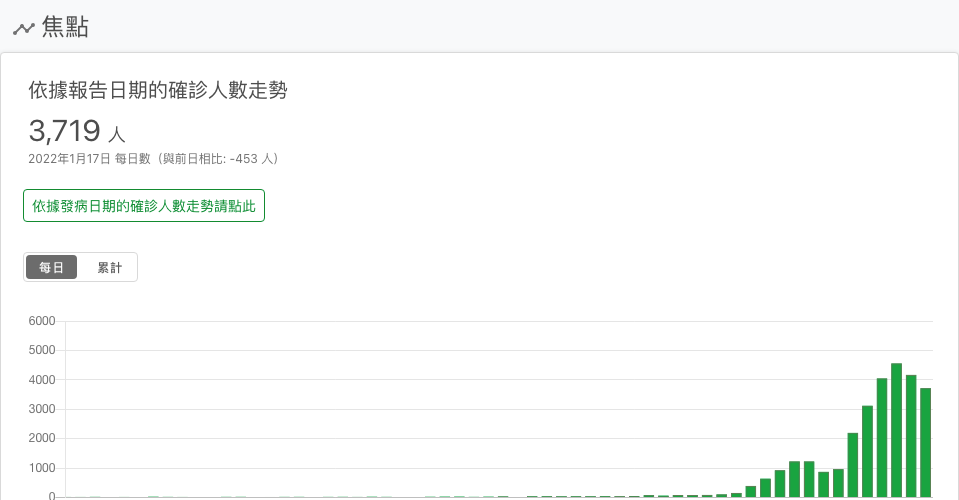 焦點
依據報告日期的確診人數走勢
3,719 人
2022年1月17日 每日數（與前日相比: -453 人）
依據發病日期的確診人數走勢請點此
每日 累計
6000
5000
4000
3000
2000
1000
0